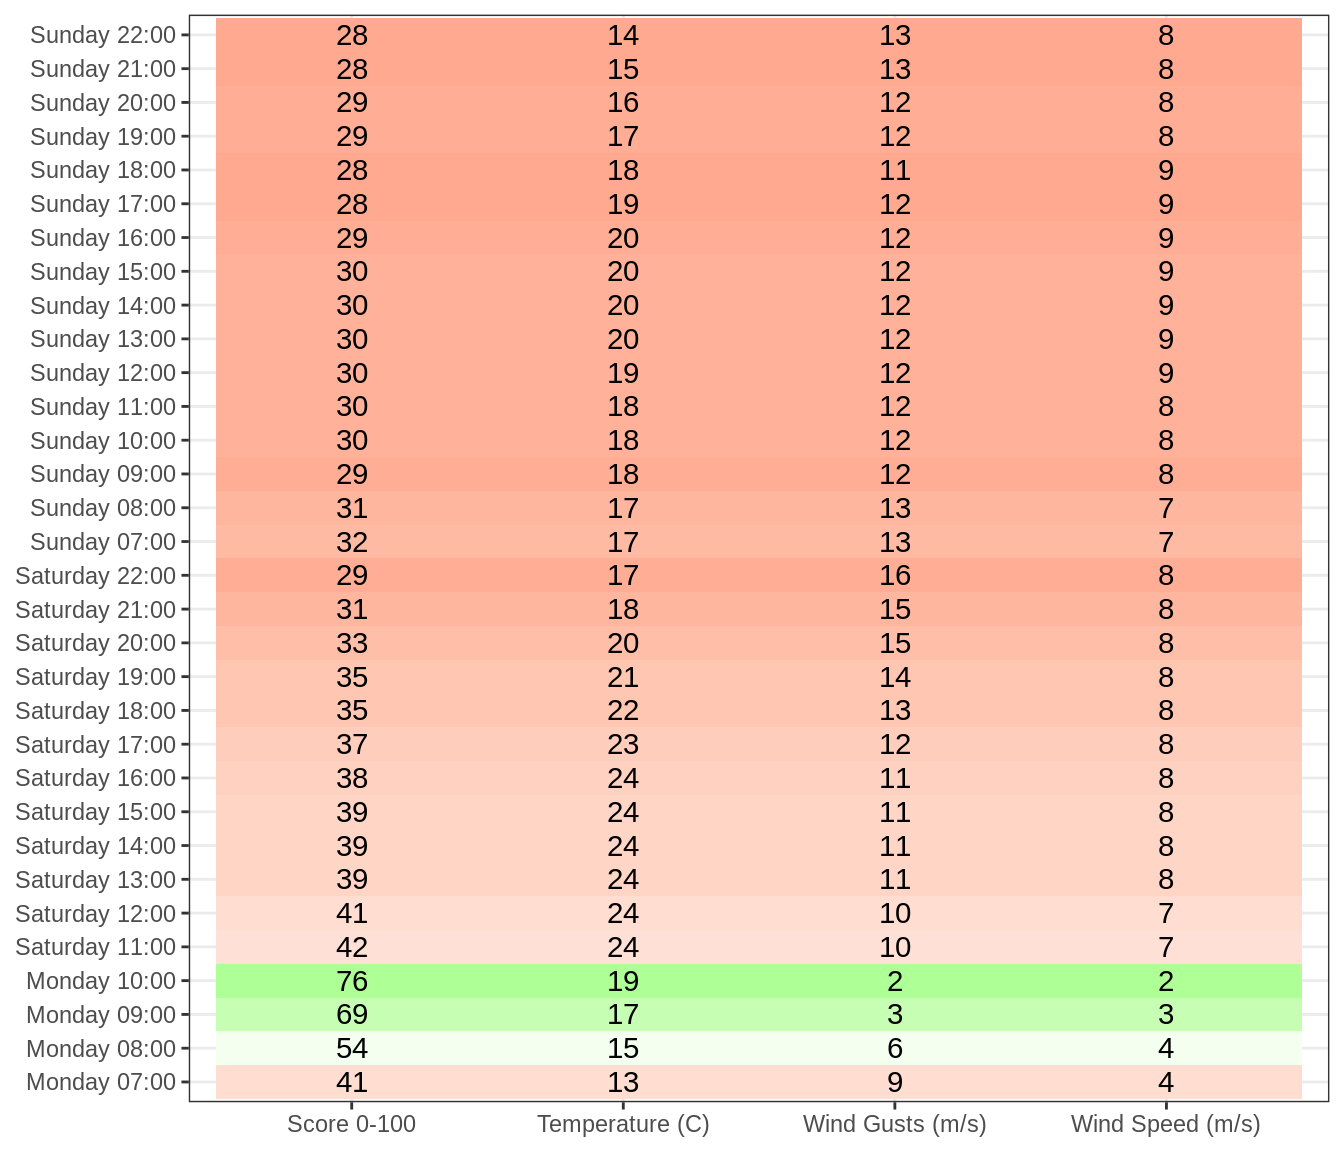 Sunday 22:00 28 14 13 8
Sunday 21:00 28 15 13 8
Sunday 20:00 29 16 12 8
Sunday 19:00 29 17 12 8
Sunday 18:00 28 18 11 9
Sunday 17:00 28 19 12 9
Sunday 16:00 29 20 12 9
Sunday 15:00 30 20 12 9
Sunday 14:00 30 20 12 9
Sunday 13:00 30 20 12 9
Sunday 12:00 30 19 12 9
Sunday 11:00 30 18 12 8
Sunday 10:00 30 18 12 8
Sunday 09:00 29 18 12 8
Sunday 08:00 31 17 13 7
Sunday 07:00 32 17 13 7
Saturday 22:00 29 17 16 8
Saturday 21:00 31 18 15 8
Saturday 20:00 33 20 15 8
Saturday 19:00 35 21 14 8
Saturday 18:00 35 22 13 8
Saturday 17:00 37 23 12 8
Saturday 16:00 38 24 11 8
Saturday 15:00 39 24 11 8
Saturday 14:00 39 24 11 8
Saturday 13:00 39 24 11 8
Saturday 12:00 41 24 10 7
Saturday 11:00 42 24 10 7
Monday 10:00 76 19 2 2
Monday 09:00 69 17 3 3
Monday 08:00 54 15 6 4
Monday 07:00 41 13 9 4
Score 0-100 Temperature (C) Wind Gusts (m/s) Wind Speed (m/s)